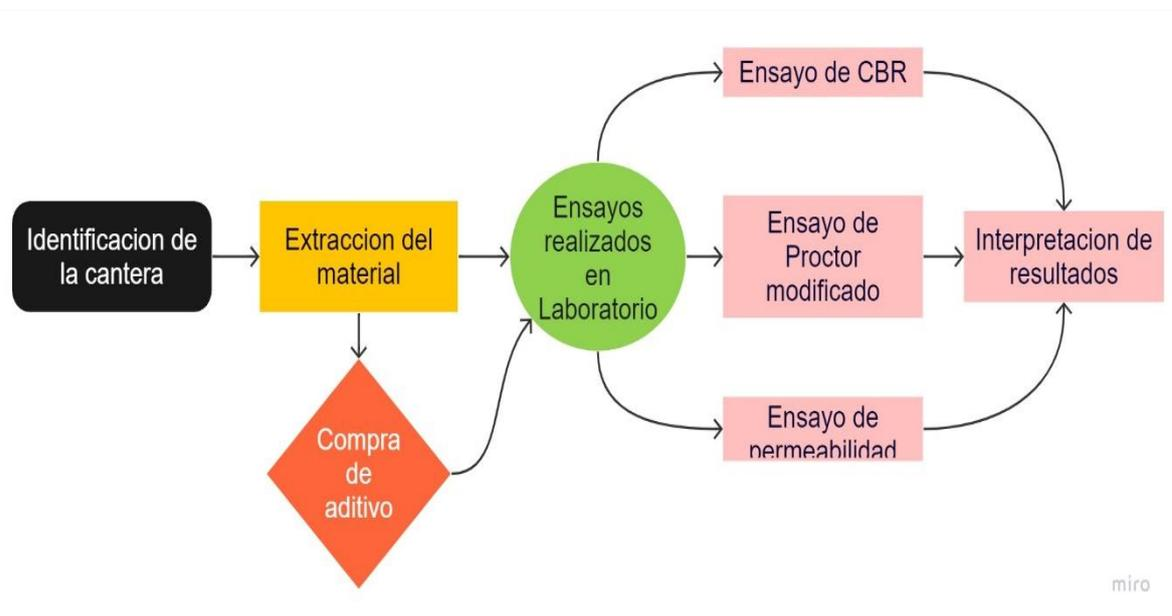 Identificacion de
la cantera
Extraccion del
material
Compra
de
aditivo
Ensayos
realizados
en
Laboratorio
Ensayo de CBR
Ensayo de
Proctor
modificado
Ensayo de
permeabilidad
Interpretacion de
resultados
miro